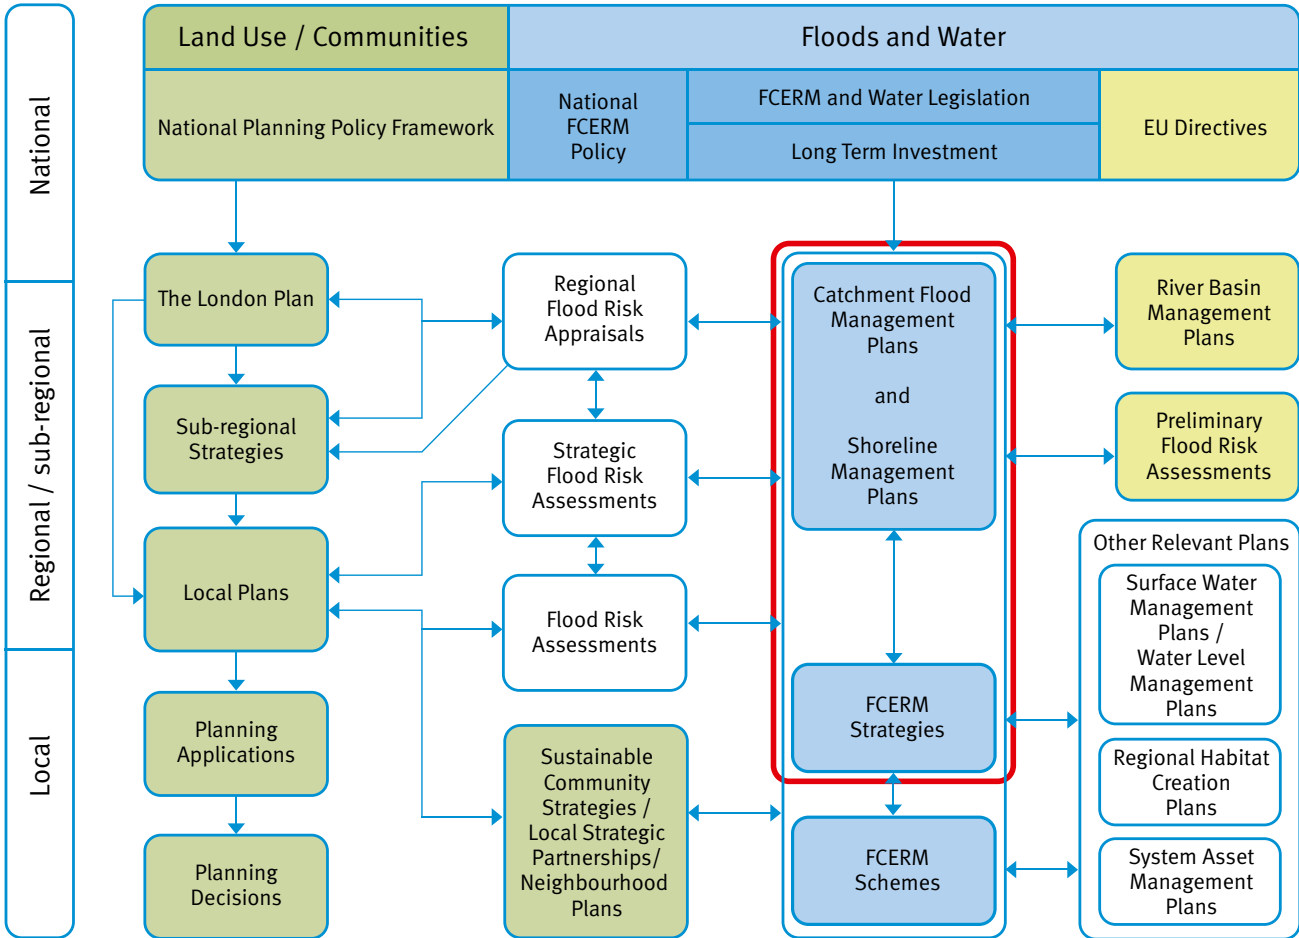 Land Use / Communities
Floods and Water
National Planning Policy Framework
National
FCERM
Policy
FCERM and Water Legislation
Long Term Investment
EU Directives
National
Regional / sub-regional
Local
The London Plan
Sub-regional
Strategies
Local Plans
Planning
Applications
Planning
Decisions
Regional
Flood Risk
Appraisals
Strategic
Flood Risk
Assessments
Flood Risk
Assessments
Sustainable
Community
Strategies /
Local Strategic
Partnerships/
Neighbourhood
Plans
Catchment Flood
Management
Plans
and
Shoreline
Management
Plans
FCERM
Strategies
FCERM
Schemes
River Basin
Management
Plans
Preliminary
Flood Risk
Assessments
Other Relevant Plans
Surface Water
Management
Plans /
Water Level
Management
Plans
Regional Habitat
Creation
Plans
System Asset
Management
Plans